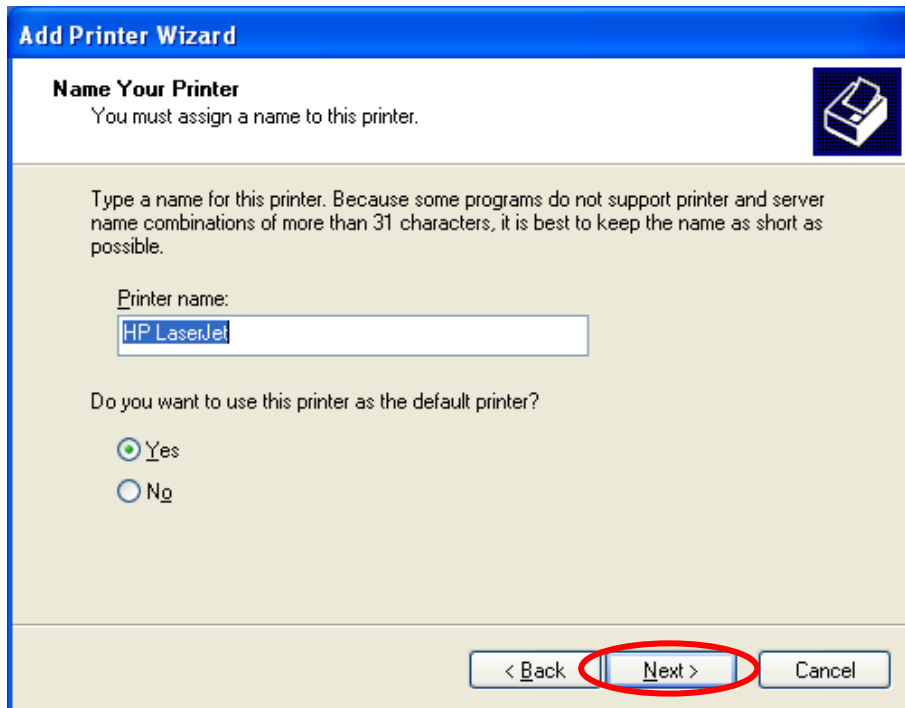 Add Printer Wizard
Name Your Printer
You must assign a name to this printer.
Type a name for this printer. Because some programs do not support printer and server
name combinations of more than 31 characters, it is best to keep the name as short as
possible.
Printer name:
HP LaserJet
Do you want to use this printer as the default printer?
Yes
No
< Back Next > Cancel